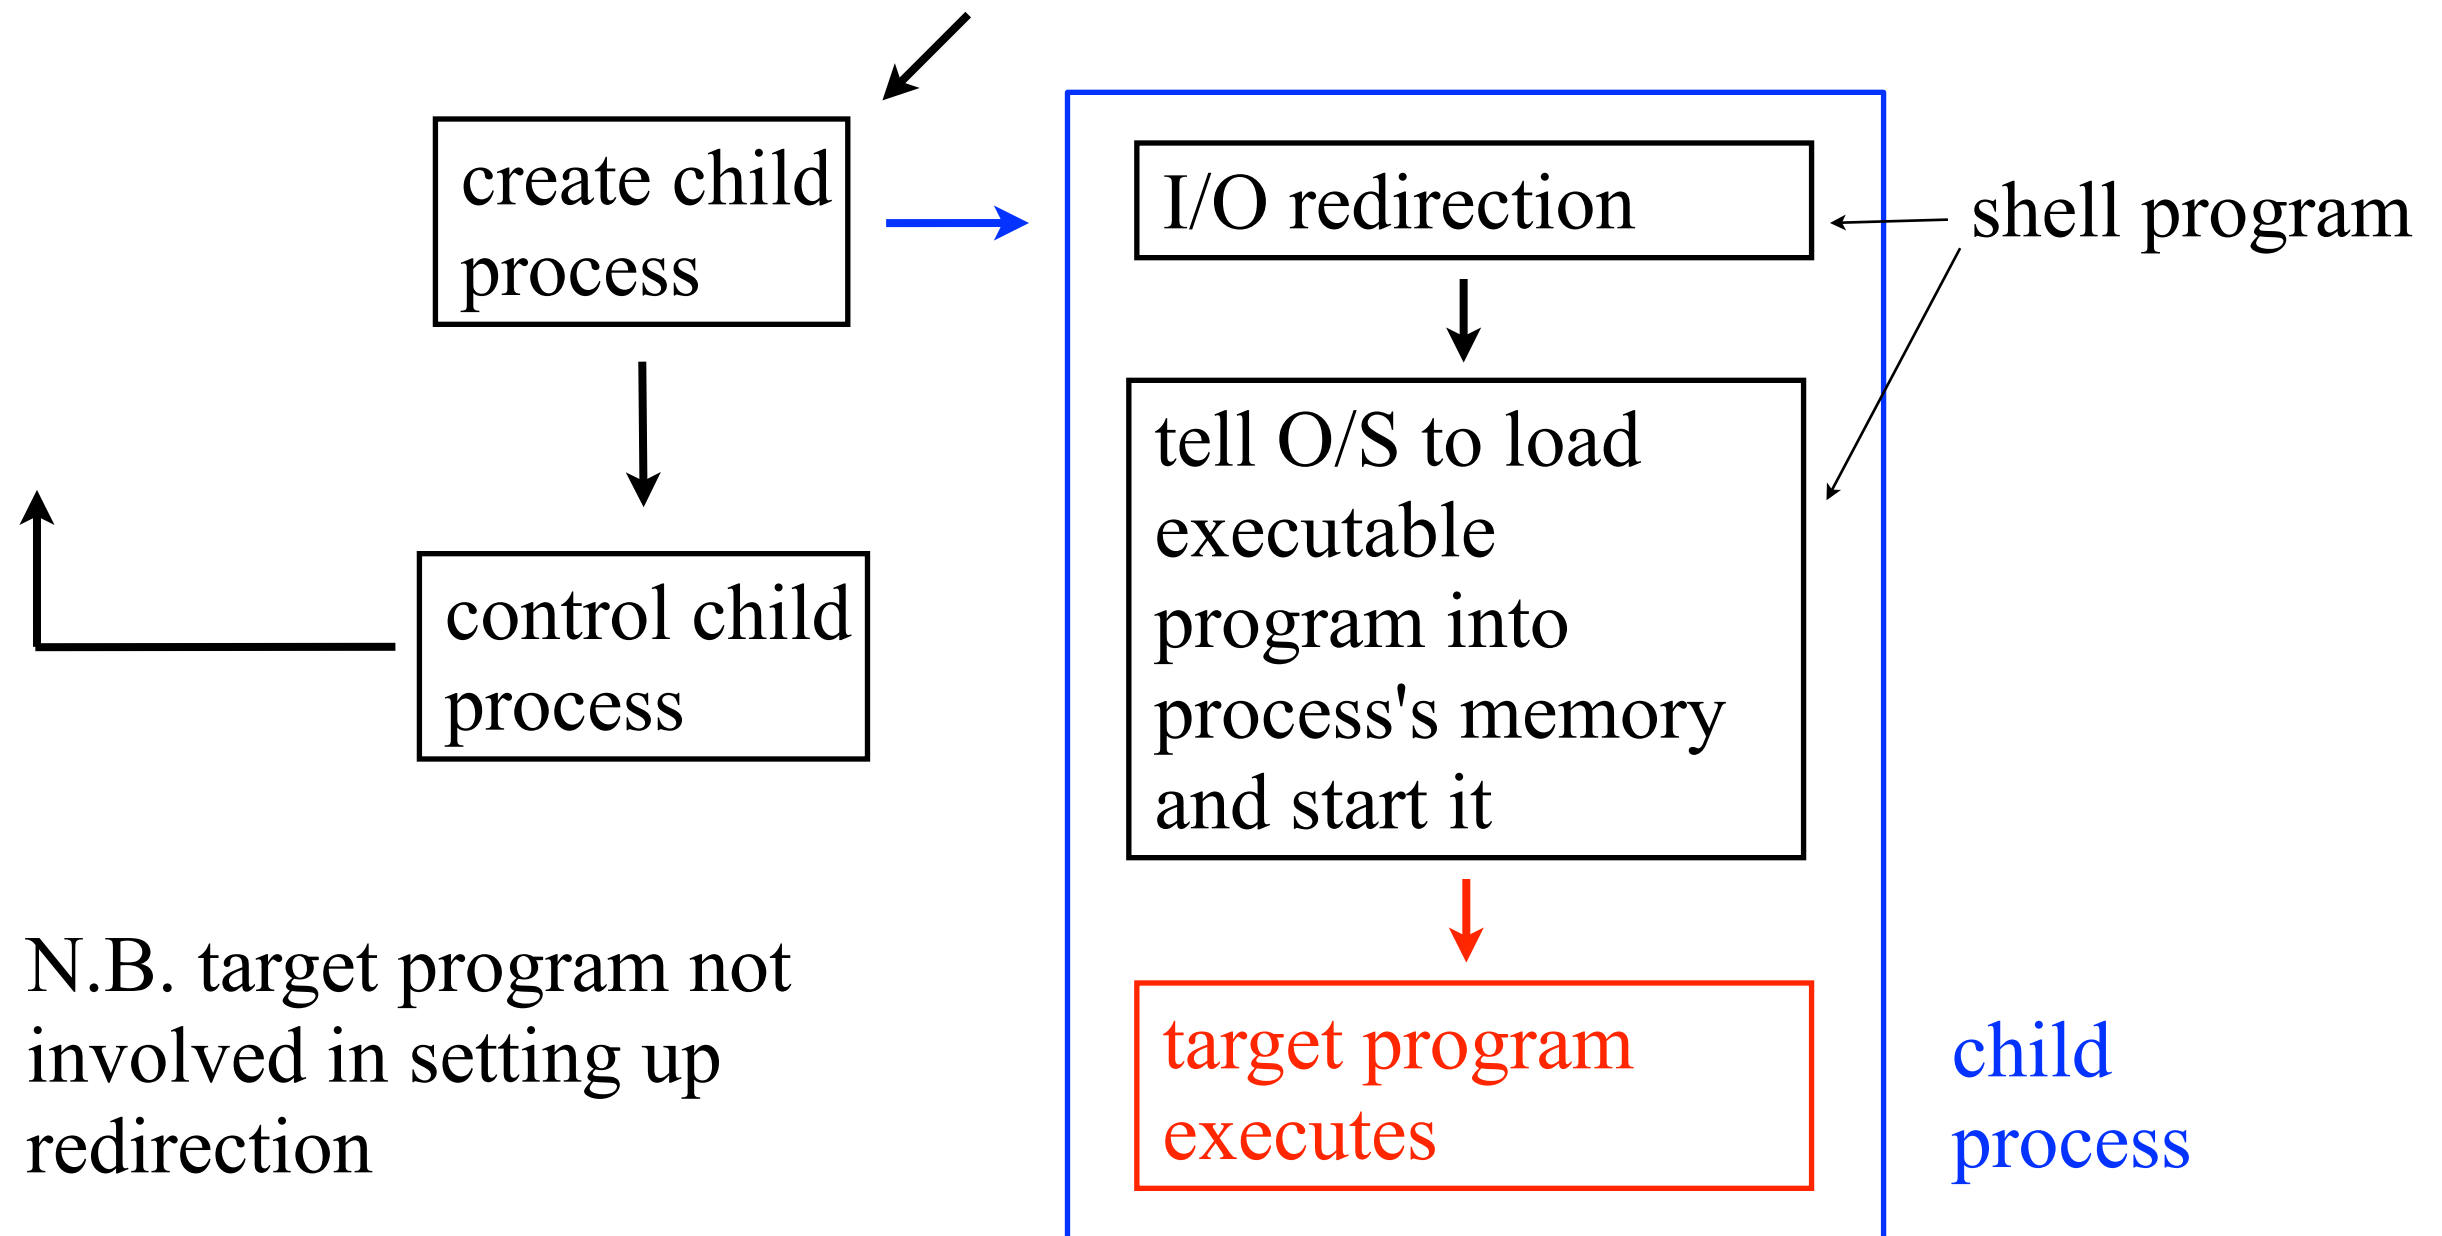 create child
process
control child
process
N.B. target program not
involved in setting up
redirection
I/O redirection
tell O/S to load
executable
program into
process's memory
and start it
target program
executes
shell program
child
process